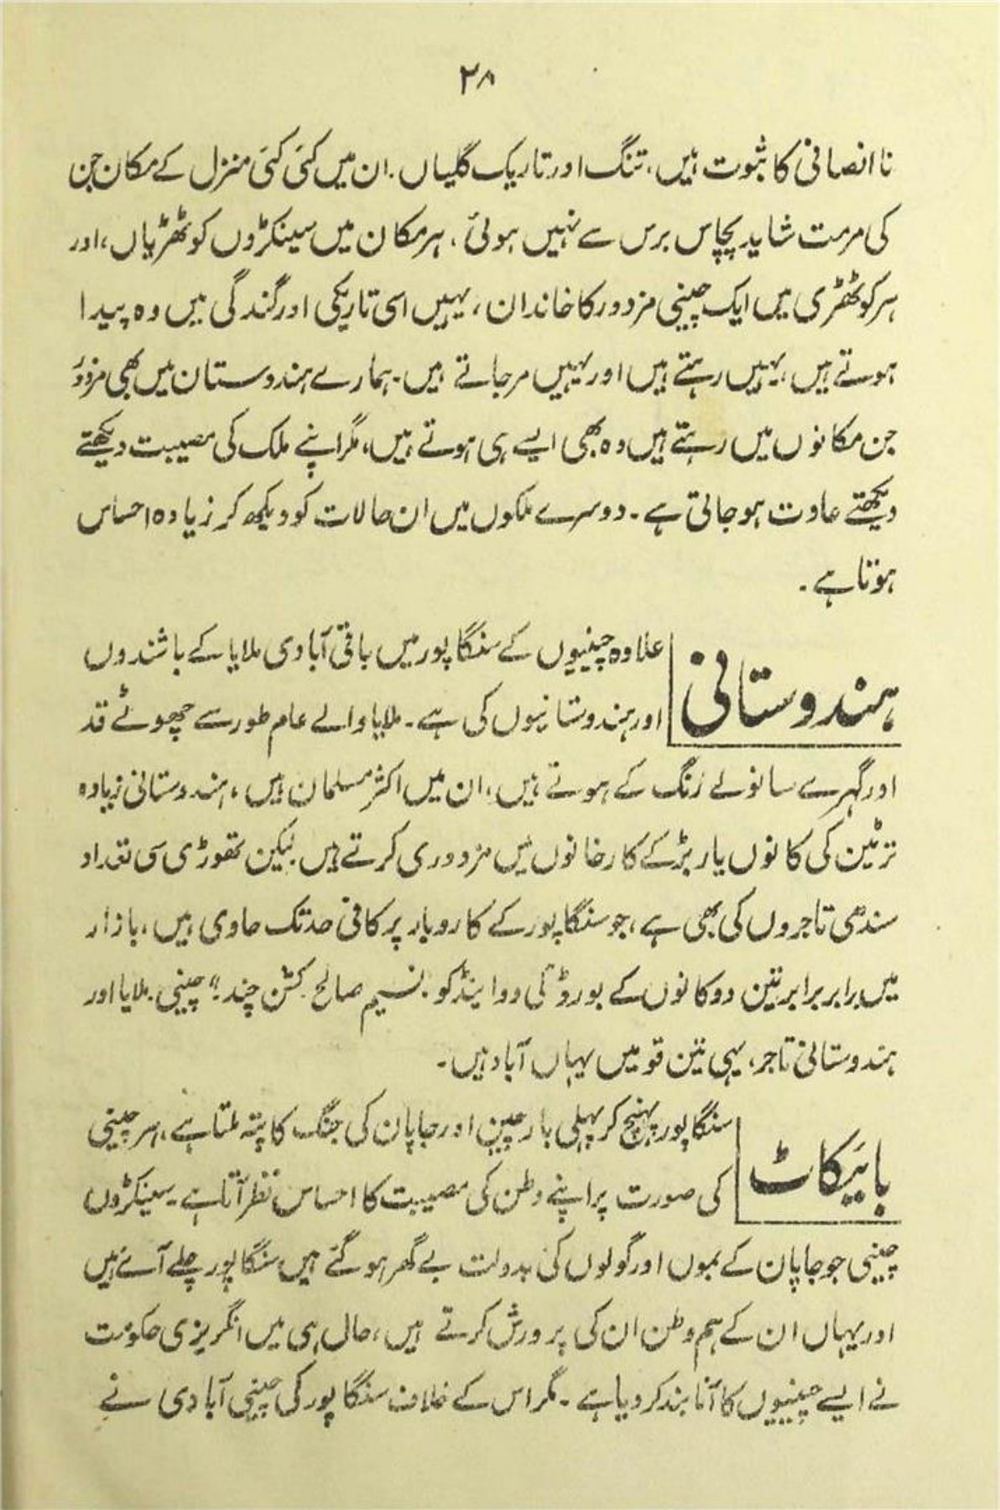 ۲۸
نا انصافی کا ثبوت ہیں، تنگ اور تاریک گلیاں. ان میں کئی کئی منزل کے مکان جن
کی مرمت شاید پچاس برس سے نہیں ہوئی، ہر مکان میں سینکڑوں کوٹھڑیاں، اور
ہر کوٹھڑی میں ایک چینی مزدور کا خاندان، یہیں اسی تاریکی اور گندگی میں وہ پیدا
ہوتے ہیں، یہیں رہتے ہیں اور یہیں مر جاتے ہیں۔ ہمارے ہندوستان میں بھی مزدور
جن مکانوں میں رہتے ہیں وہ بھی ایسے ہی ہوتے ہیں، مگر اپنے ملک کی مصیبت دیکھتے
دیکھتے عادت ہو جاتی ہے۔ دوسرے ملکوں میں ان حالات کو دیکھ کر زیادہ احساس
ہوتا ہے۔
ہندوستانی
علاوہ چینیوں کے سنگاپور میں باقی آبادی ملایا کے باشندوں
اور ہندوستانیوں کی ہے۔ ملایا والے عام طور سے چھوٹے قد
اور گہرے سانولے رنگ کے ہوتے ہیں، ان میں اکثر مسلمان ہیں، ہندوستانی زیادہ
تر ٹین کی کانوں یا ربڑ کے کارخانوں میں مزدوری کرتے ہیں لیکن تھوڑی سی تعداد
سندھی تاجروں کی بھی ہے، جو سنگاپور کے کاروبار پر کافی حد تک حاوی ہیں، بازار
میں برابر برابر تین دوکانوں کے بورڈ "لی ووا اینڈ کو. نسیم صالح. کشن چند"؛ چینی. ملایا اور
ہندوستانی تاجر، یہی تین قومیں یہاں آباد ہیں۔
بائیکاٹ
سنگاپور پہنچ کر پہلی بار چین اور جاپان کی جنگ کا پتہ ملتا ہے، ہر چینی
کی صورت پر اپنے وطن کی مصیبت کا احساس نظر آتا ہے۔ سینکڑوں
چینی جو جاپان کے بموں اور گولوں کی بدولت بے گھر ہو گئے ہیں سنگاپور چلے آئے ہیں
اور یہاں ان کے ہم وطن ان کی پرورش کرتے ہیں، حال ہی میں انگریزی حکومت
نے ایسے چینیوں کا آنا بند کر دیا ہے۔ مگر اس کے خلاف سنگاپور کی چینی آبادی نے